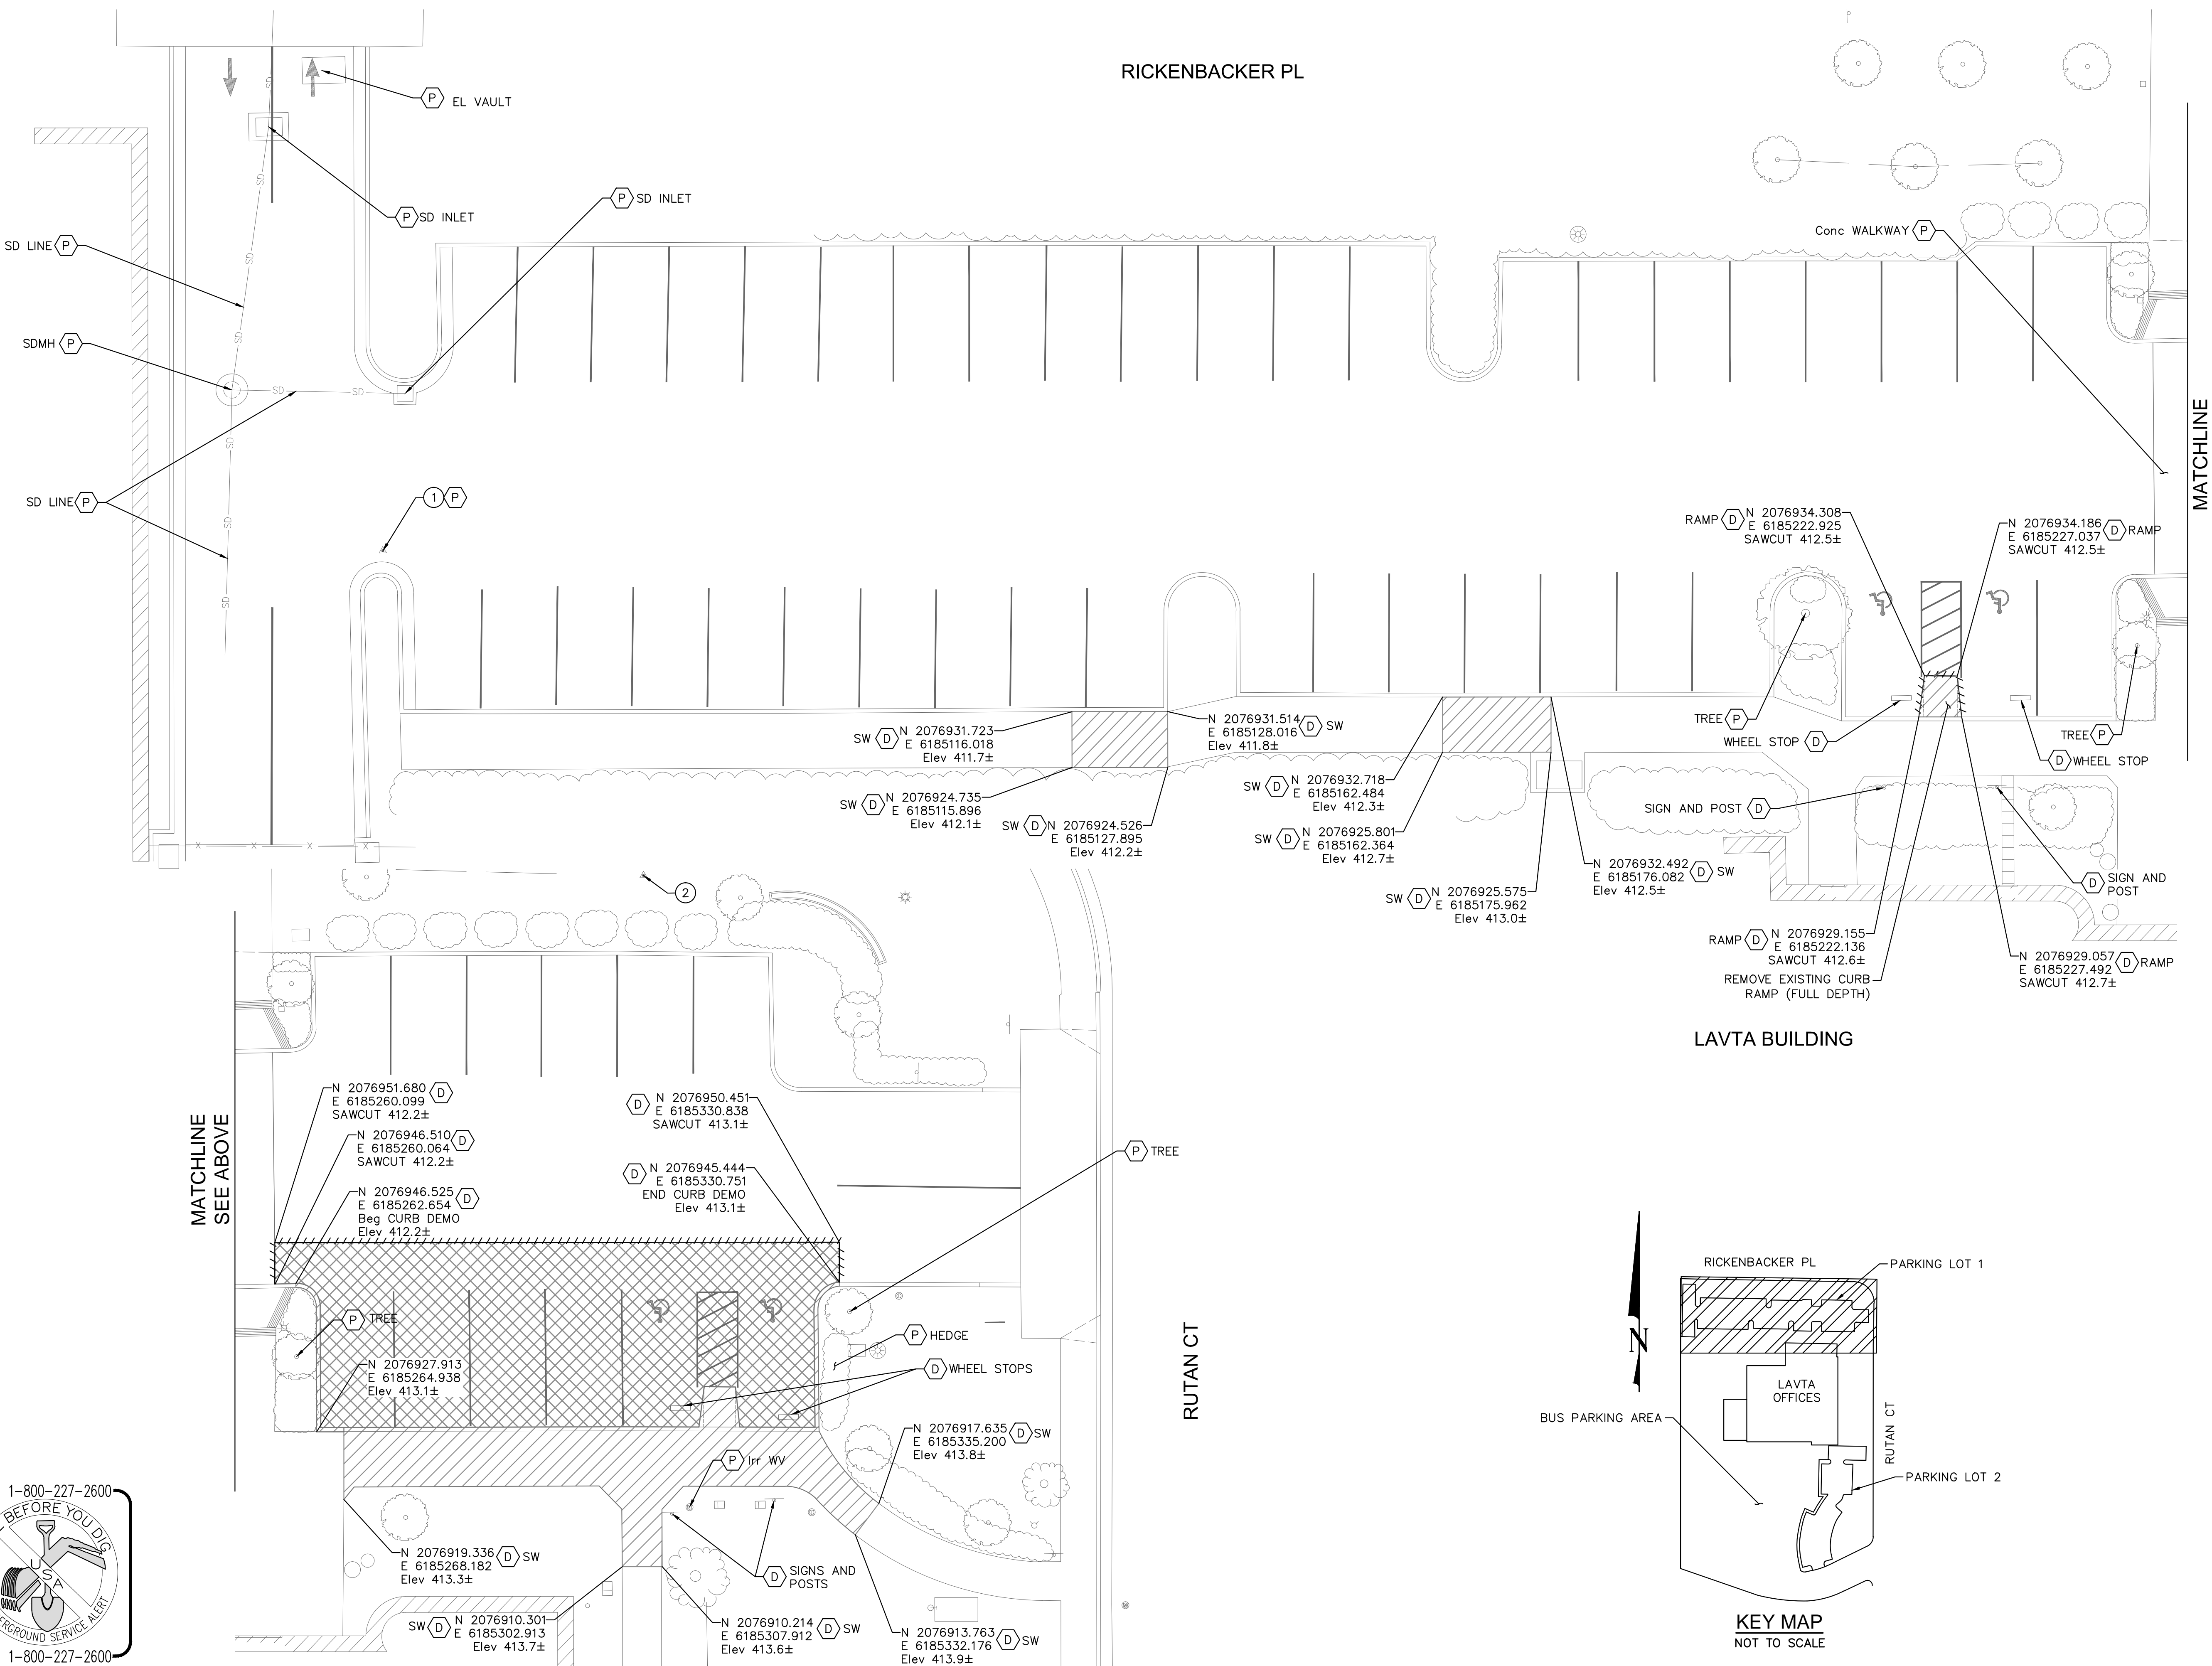 RICKENBACKER PL
P EL VAULT
SD
P SD INLET
SD
P SD INLET
SD LINE P
SD
Conc WALKWAY P
SDMH P
SD
SD SD
MATCHLINE
SD
SD LINE P
1 P
SD
SD
RAMP D N 2076934.308
E 6185222.925
SAWCUT 412.5±
N 2076934.186 D RAMP
E 6185227.037
SAWCUT 412.5±
SW D N 2076931.723
E 6185116.018
Elev 411.7±
N 2076931.514 D SW
E 6185128.016
Elev 411.8±
TREE P
WHEEL STOP D
TREE P
D WHEEL STOP
SW D N 2076924.735
E 6185115.896
Elev 412.1±
SW D N 2076924.526
E 6185127.895
Elev 412.2±
SW D N 2076932.718
E 6185162.484
Elev 412.3±
SIGN AND POST D
SW D N 2076925.801
E 6185162.364
Elev 412.7±
X X X
N 2076932.492 D SW
E 6185176.082
Elev 412.5±
SW D N 2076925.575
E 6185175.962
Elev 413.0±
D SIGN AND
POST
2
RAMP D N 2076929.155
E 6185222.136
SAWCUT 412.6±
N 2076929.057 D RAMP
E 6185227.492
SAWCUT 412.7±
REMOVE EXISTING CURB
RAMP (FULL DEPTH)
LAVTA BUILDING
MATCHLINE
SEE ABOVE
N 2076951.680 D
E 6185260.099
SAWCUT 412.2±
N 2076946.510 D
E 6185260.064
SAWCUT 412.2±
N 2076946.525 D
E 6185262.654
Beg CURB DEMO
Elev 412.2±
D N 2076950.451
E 6185330.838
SAWCUT 413.1±
D N 2076945.444
E 6185330.751
END CURB DEMO
Elev 413.1±
P TREE
P TREE
P HEDGE
D WHEEL STOPS
N 2076927.913
E 6185264.938
Elev 413.1±
RUTAN CT
N 2076917.635 D SW
E 6185335.200
Elev 413.8±
P Irr WV
N 2076919.336 D SW
E 6185268.182
Elev 413.3±
D SIGNS AND
POSTS
SW D N 2076910.301
E 6185302.913
Elev 413.7±
N 2076910.214 D SW
E 6185307.912
Elev 413.6±
N 2076913.763 D SW
E 6185332.176
Elev 413.9±
N
RICKENBACKER PL
PARKING LOT 1
LAVTA
OFFICES
BUS PARKING AREA
RUTAN CT
PARKING LOT 2
KEY MAP
NOT TO SCALE
1-800-227-2600
BEFORE YOU DIG
USA
SERVICE ALERT
1-800-227-2600